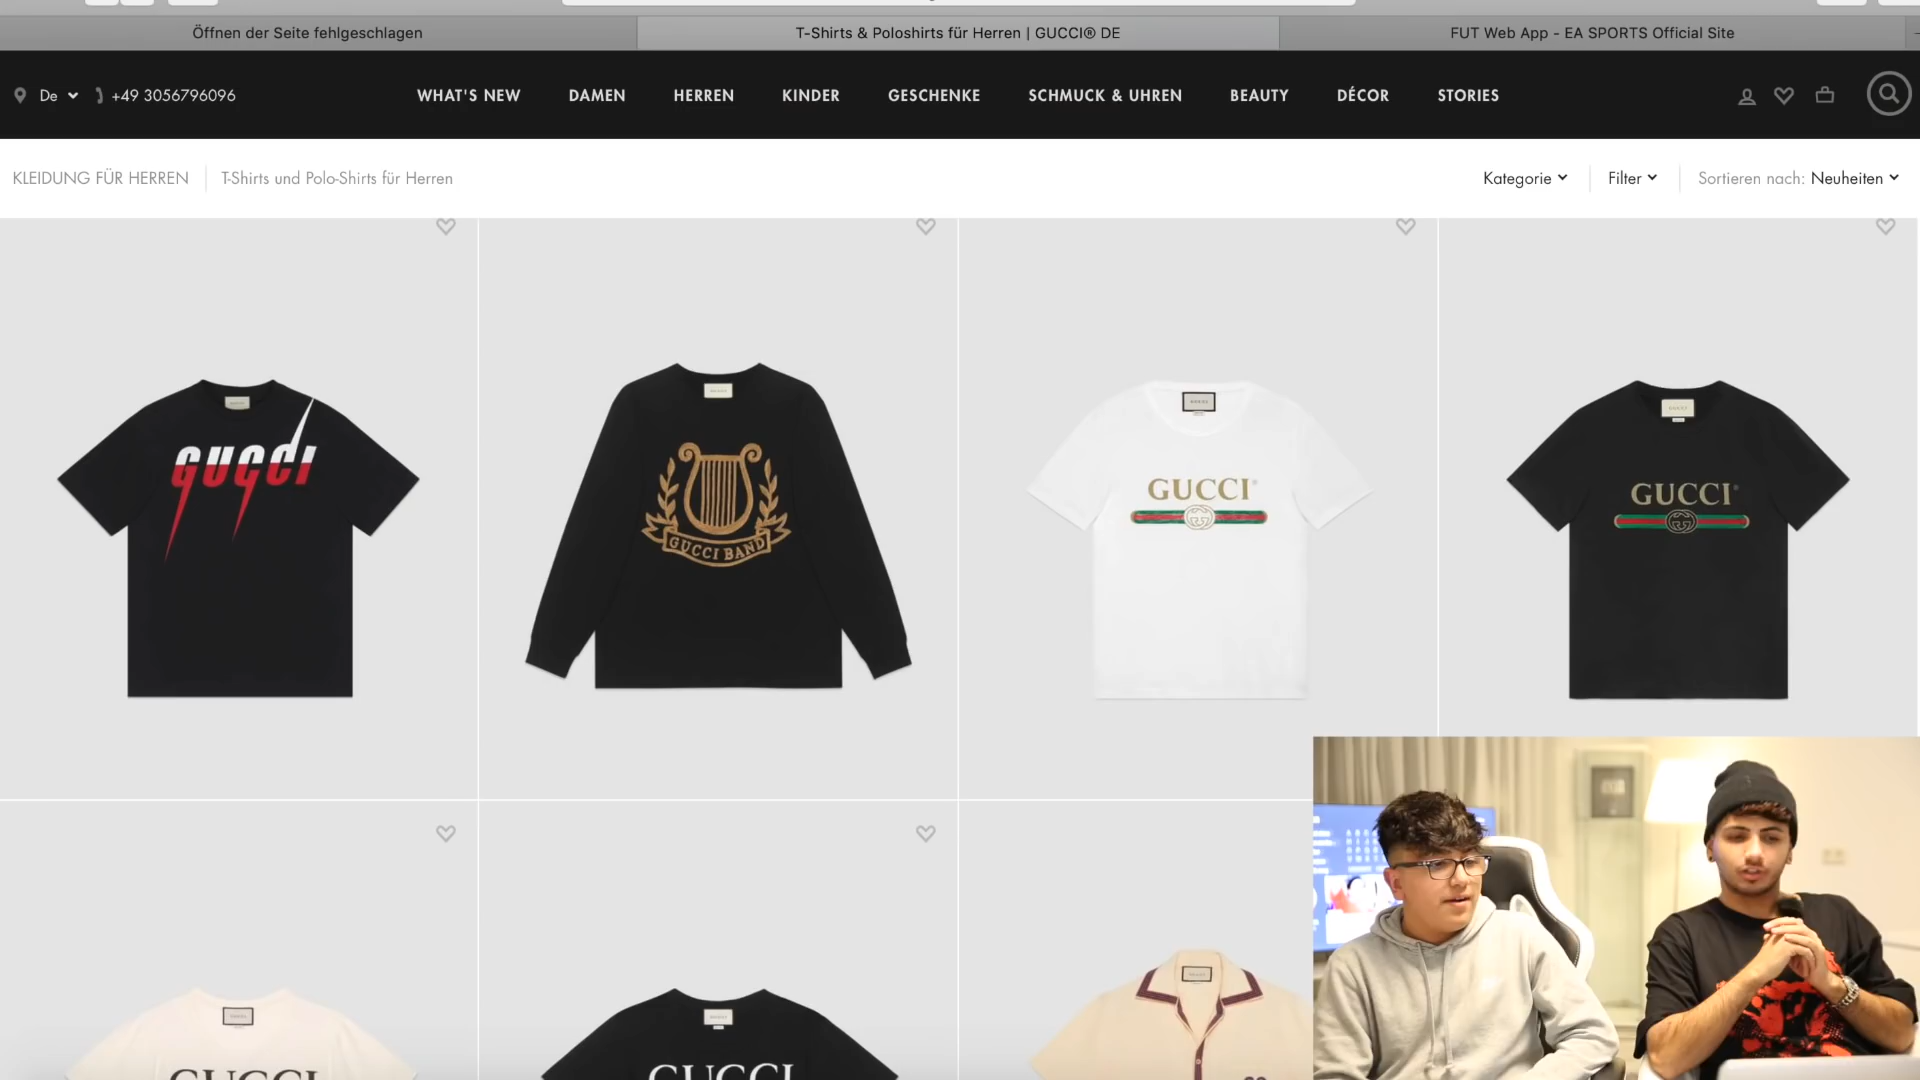 Öffnen der Seite fehlgeschlagen
T-Shirts & Poloshirts für Herren | GUCCI® DE
FUT Web App - EA SPORTS Official Site
De
+49 3056796096
WHAT'S NEW
DAMEN
HERREN
KINDER
GESCHENKE
SCHMUCK & UHREN
BEAUTY
DÉCOR
STORIES
KLEIDUNG FÜR HERREN
T-Shirts und Polo-Shirts für Herren
Kategorie
Filter
Sortieren nach: Neuheiten
GUCCI
GUCCI BAND
GUCCI®
GUCCI®
GUCCI
GUCCI